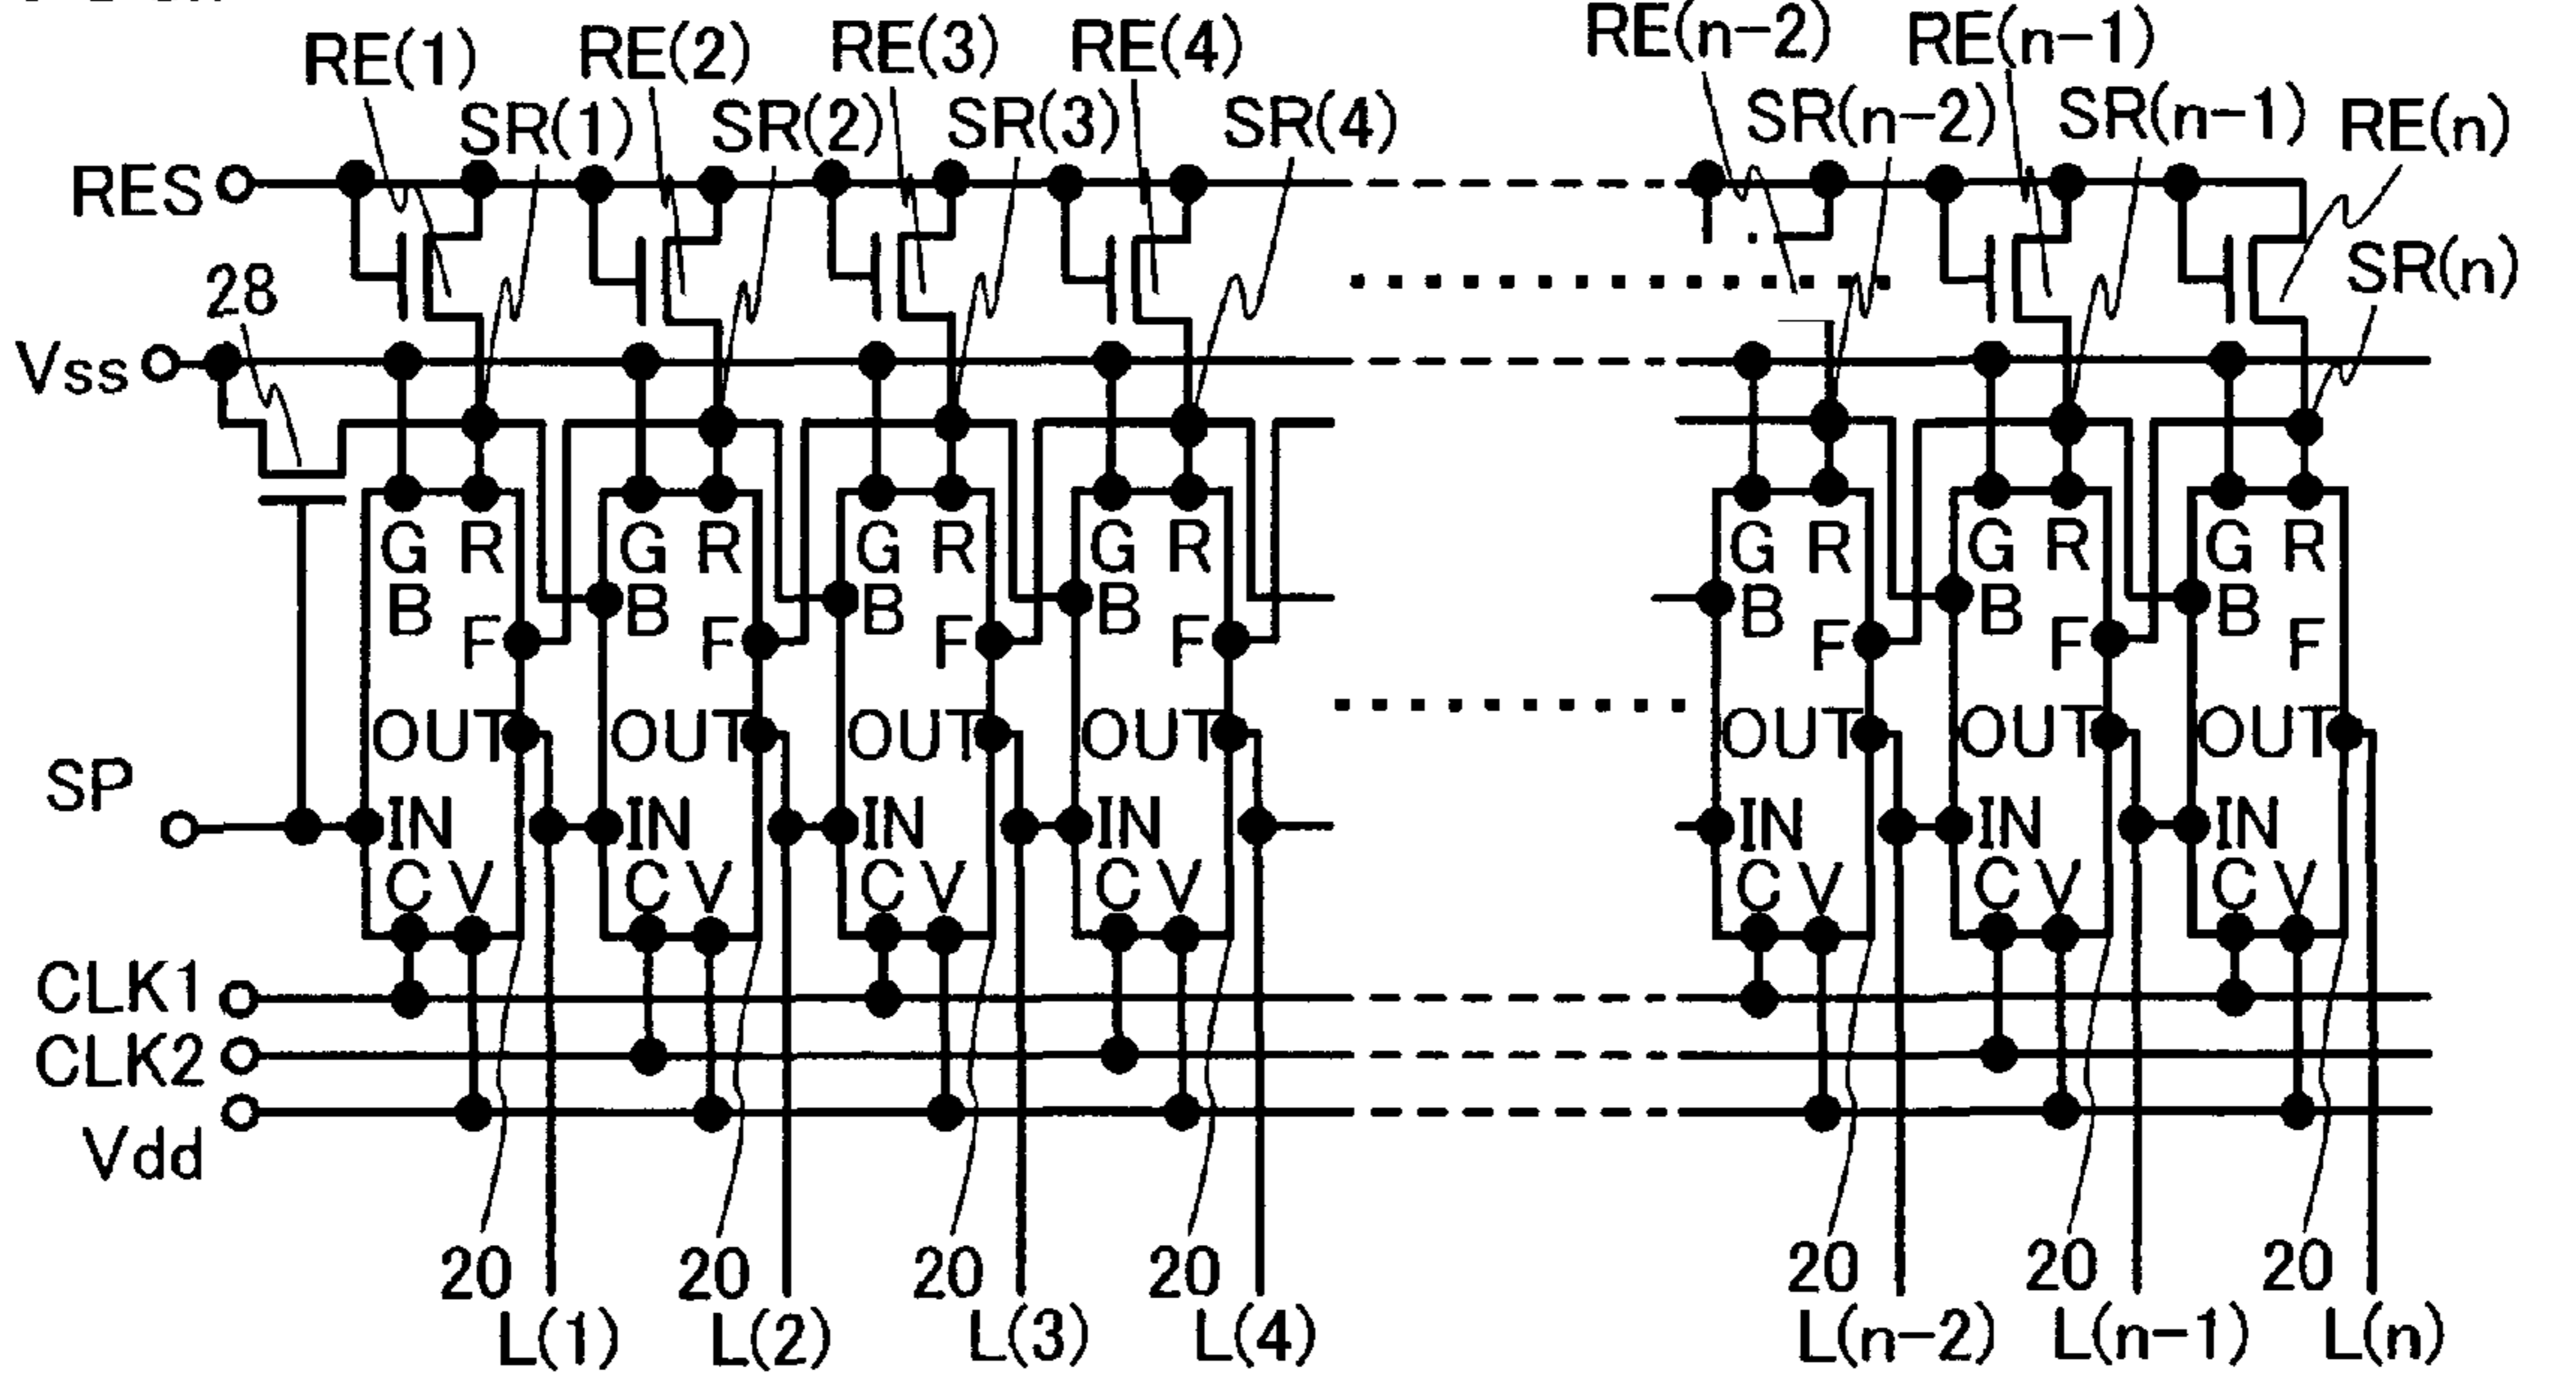 RE(1) RE(2) RE(3) RE(4) RE(n-2) RE(n-1)
SR(1) SR(2) SR(3) SR(4) SR(n-2) SR(n-1) RE(n)
RES
SR(n)
28
Vss
G R G R G R G R G R G R G R
B B B B B B B
F F F F F F F
OUT OUT OUT OUT OUT OUT OUT
SP
IN IN IN IN IN IN IN
C V C V C V C V C V C V C V
CLK1
CLK2
Vdd
20 20 20 20 20 20 20
L(1) L(2) L(3) L(4) L(n-2) L(n-1) L(n)